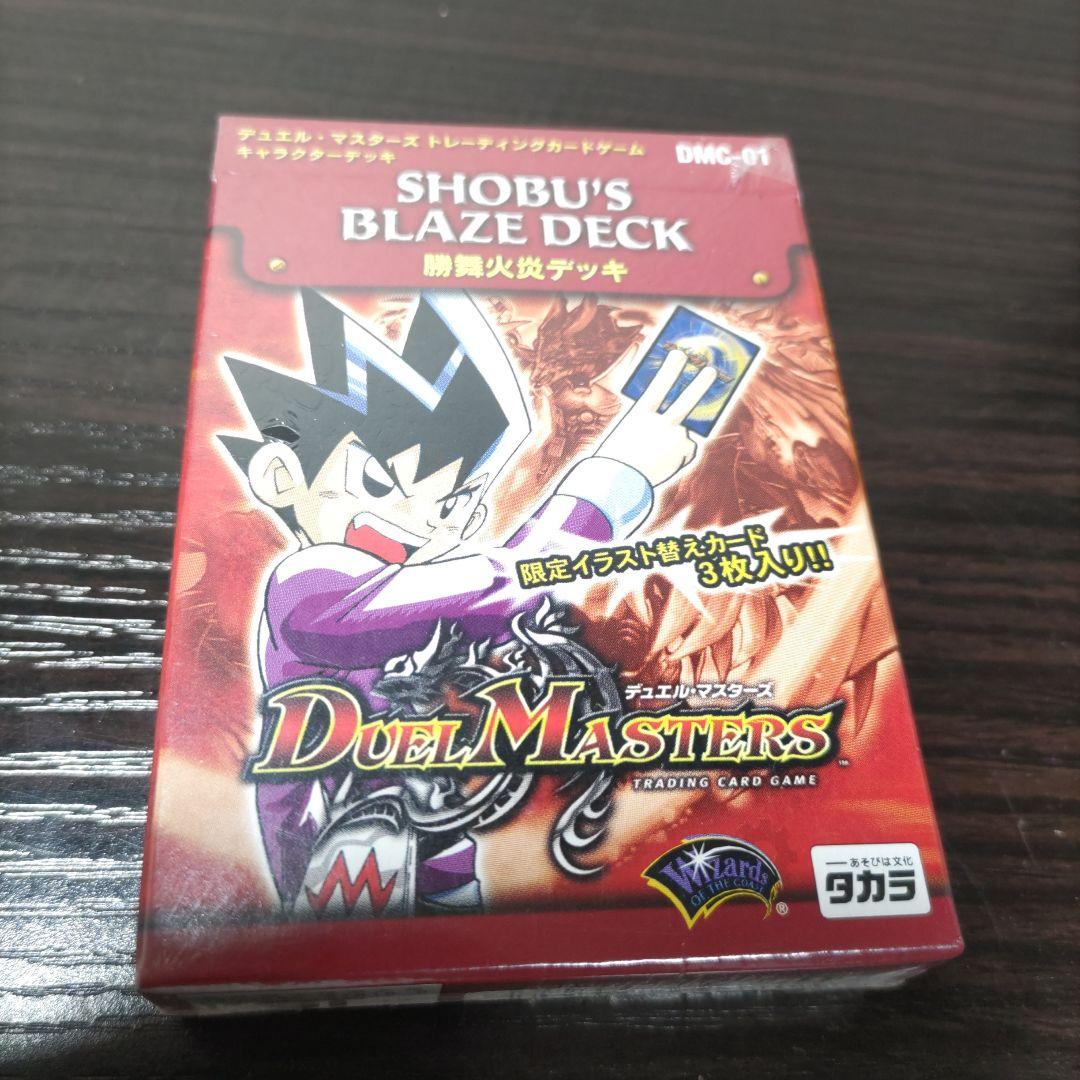 デュエル・マスターズ トレーディングカードゲーム
キャラクターデッキ
DMC-01
SHOBU'S
BLAZE DECK
勝舞火炎デッキ
限定イラスト替えカード
3枚入り!!
デュエル・マスターズ
DUEL MASTERS™
TRADING CARD GAME
Wizards
OF THE COAST
®
あそびは文化
タカラ